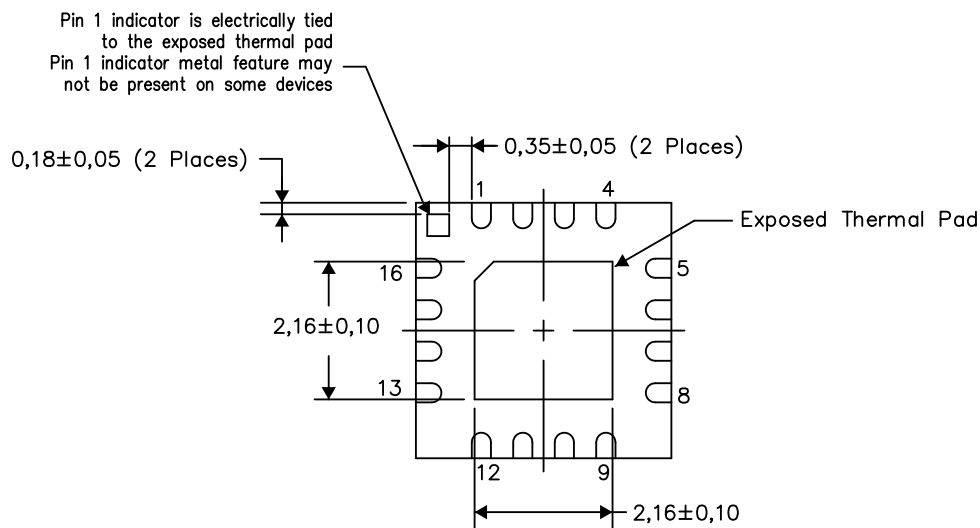 Pin 1 indicator is electrically tied
to the exposed thermal pad
Pin 1 indicator metal feature may
not be present on some devices
0,18±0,05 (2 Places)
0,35±0,05 (2 Places)
1
4
Exposed Thermal Pad
16
5
2,16±0,10
13
8
12
9
2,16±0,10